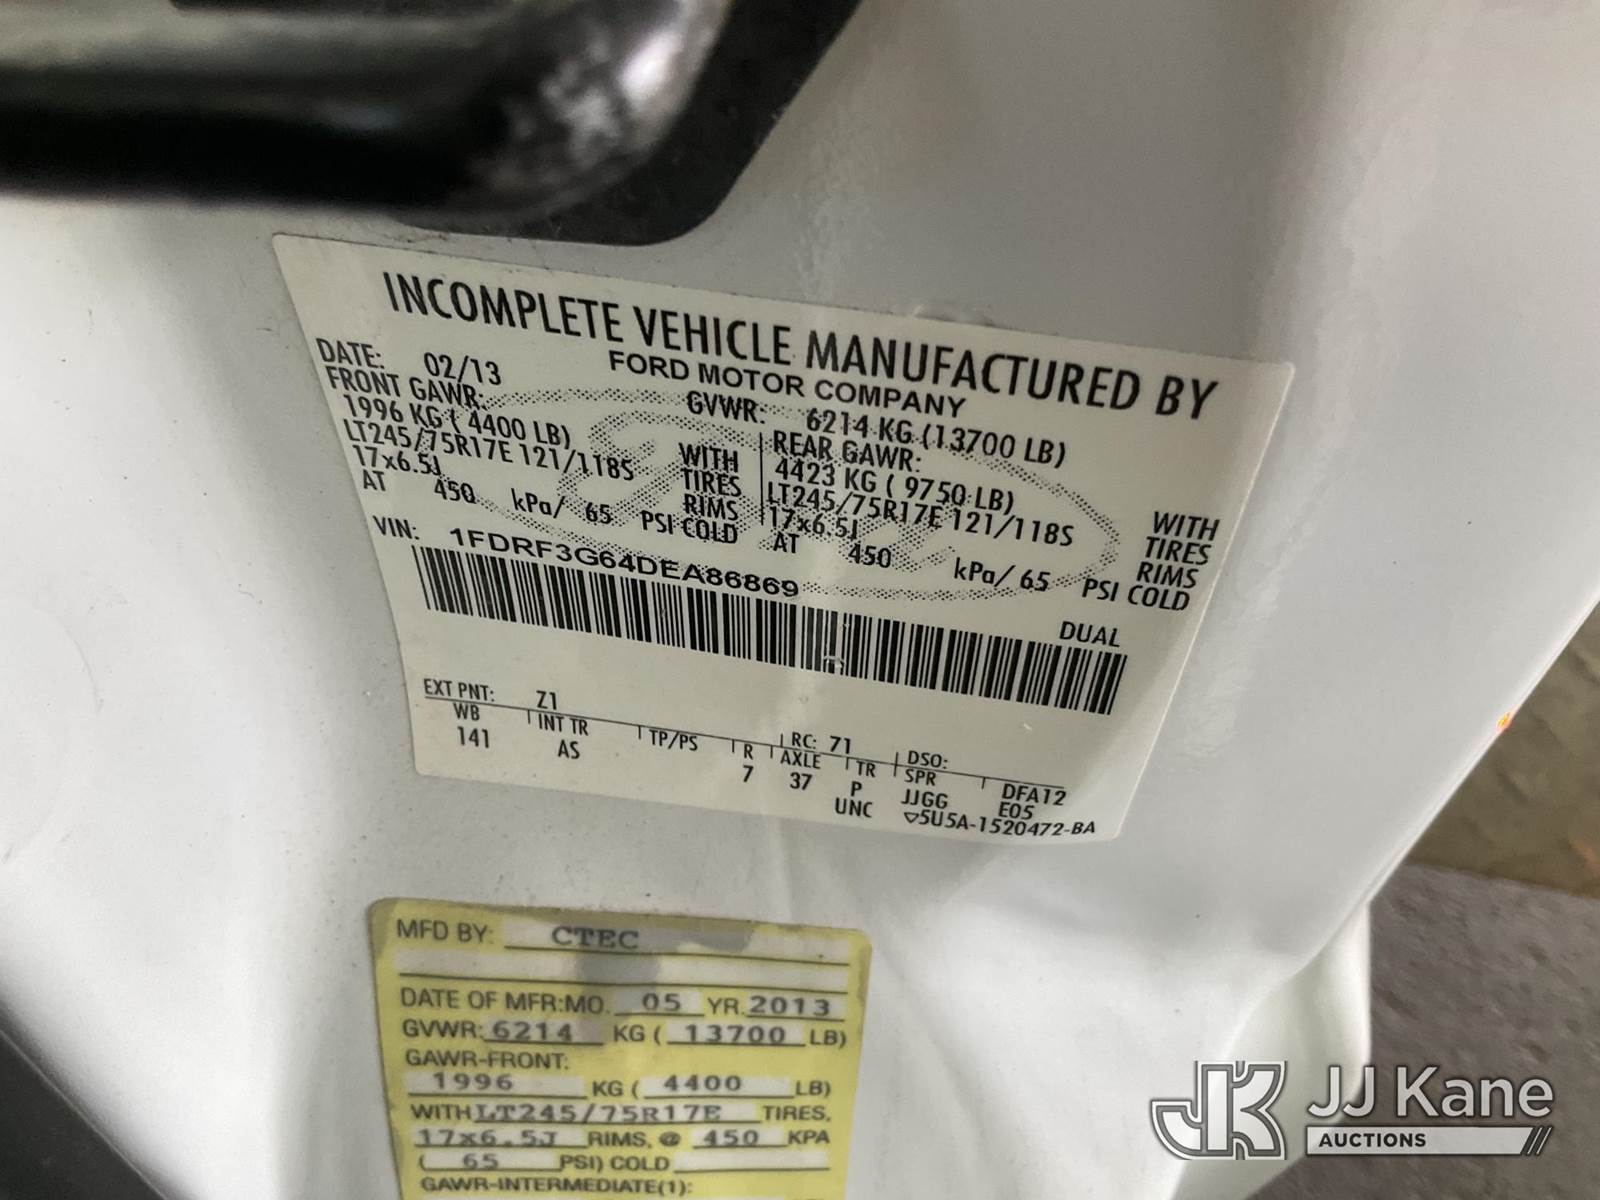 INCOMPLETE VEHICLE MANUFACTURED BY
FORD MOTOR COMPANY
DATE: 02/13 GVWR: 6214 KG (13700 LB)
FRONT GAWR: REAR GAWR:
1996 KG ( 4400 LB) 4423 KG ( 9750 LB)
LT245/75R17E 121/118S WITH TIRES LT245/75R17E 121/118S WITH TIRES
17x6.5J RIMS 17x6.5J RIMS
AT 450 kPa/ 65 PSI COLD AT 450 kPa/ 65 PSI COLD
VIN: 1FDRF3G64DEA86869
DUAL
EXT PNT: Z1 RC: 71 DSO:
WB INT TR TP/PS R AXLE TR SPR DFA12
141 AS 7 37 P JJGG E05
UNC ▽5U5A-1520472-BA
MFD BY: CTEC
DATE OF MFR:MO. 05 YR. 2013
GVWR: 6214 KG ( 13700 LB)
GAWR-FRONT:
1996 KG ( 4400 LB)
WITH LT245/75R17E TIRES,
17x6.5J RIMS, @ 450 KPA
( 65 PSI) COLD
GAWR-INTERMEDIATE(1):
JK JJ Kane
AUCTIONS